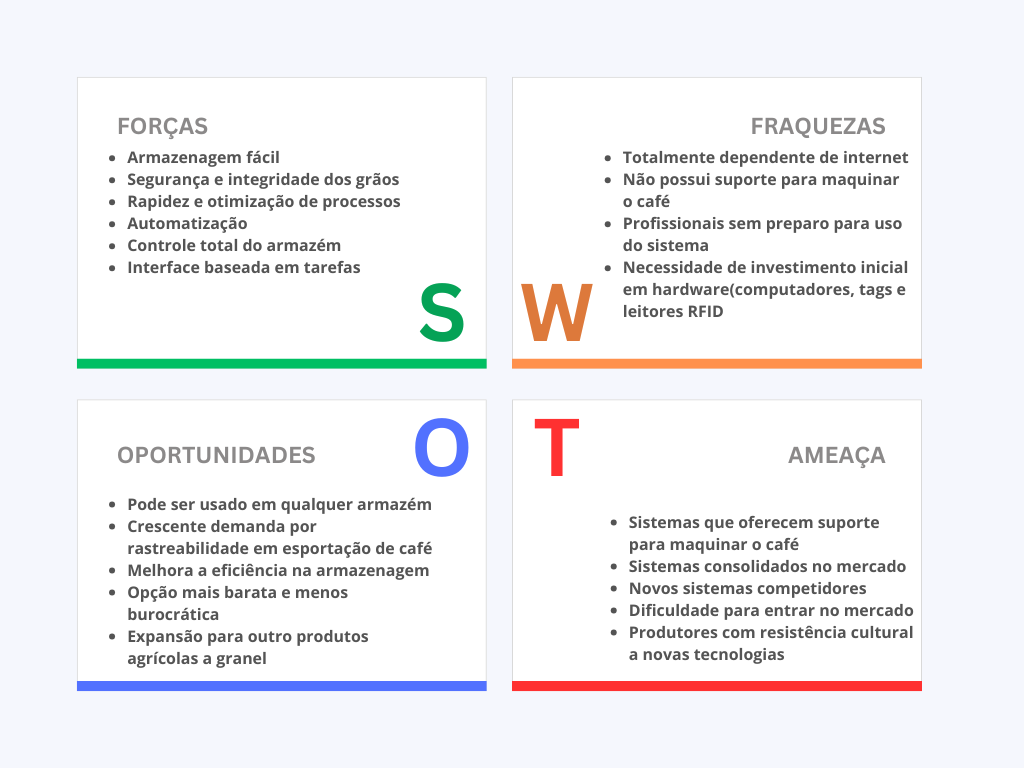 FORÇAS
• Armazenagem fácil
• Segurança e integridade dos grãos
• Rapidez e otimização de processos
• Automatização
• Controle total do armazém
• Interface baseada em tarefas
S
FRAQUEZAS
• Totalmente dependente de internet
• Não possui suporte para maquinar
o café
• Profissionais sem preparo para uso
do sistema
• Necessidade de investimento inicial
em hardware(computadores, tags e
leitores RFID
W
O
OPORTUNIDADES
• Pode ser usado em qualquer armazém
• Crescente demanda por
rastreabilidade em esportação de café
• Melhora a eficiência na armazenagem
• Opção mais barata e menos
burocrática
• Expansão para outro produtos
agrícolas a granel
T
AMEAÇA
• Sistemas que oferecem suporte
para maquinar o café
• Sistemas consolidados no mercado
• Novos sistemas competidores
• Dificuldade para entrar no mercado
• Produtores com resistência cultural
a novas tecnologias